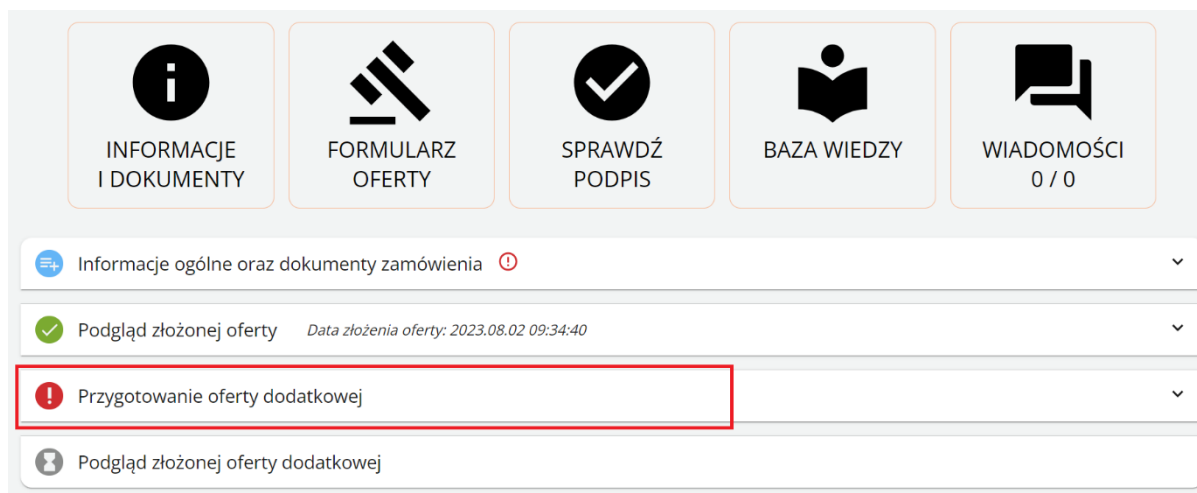 INFORMACJE
I DOKUMENTY
FORMULARZ
OFERTY
SPRAWDŹ
PODPIS
BAZA WIEDZY
WIADOMOŚCI
0 / 0
Informacje ogólne oraz dokumenty zamówienia
Podgląd złożonej oferty Data złożenia oferty: 2023.08.02 09:34:40
Przygotowanie oferty dodatkowej
Podgląd złożonej oferty dodatkowej